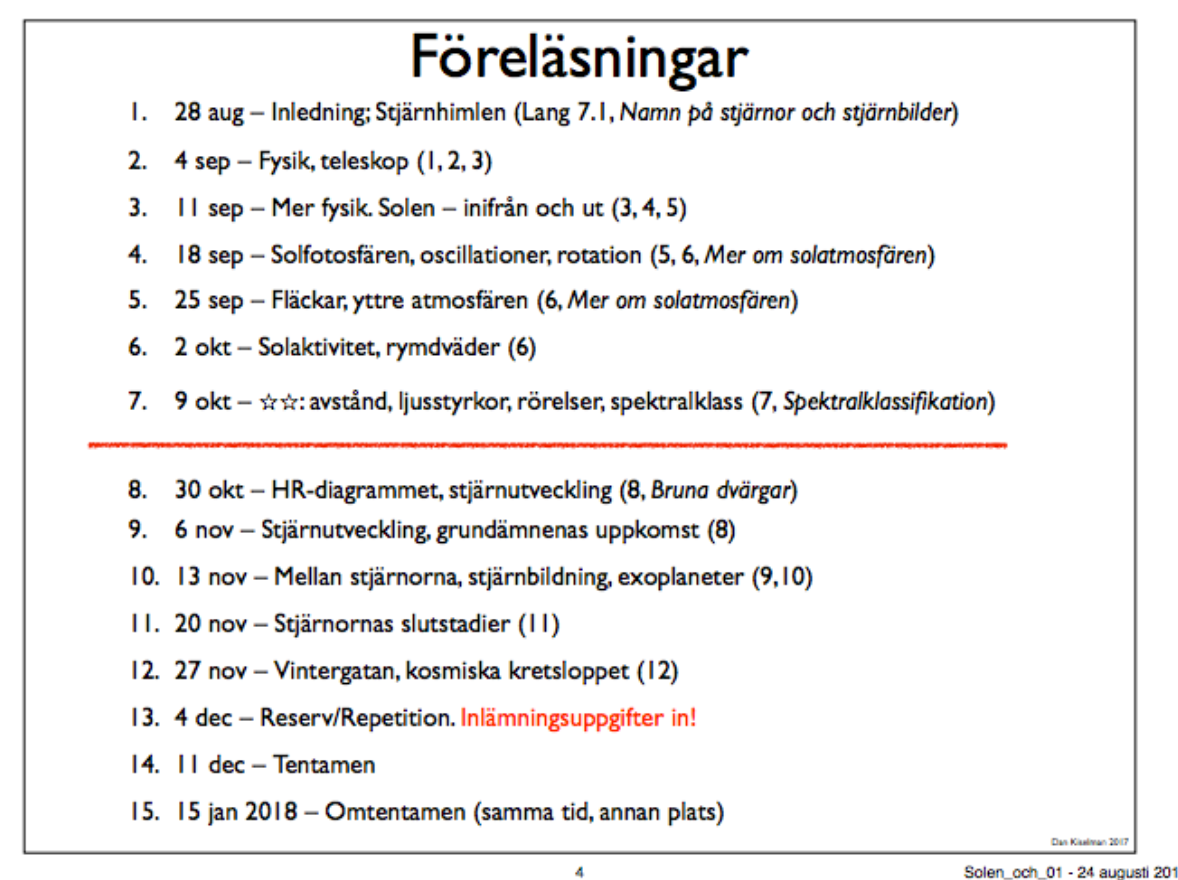 Föreläsningar
1. 28 aug – Inledning; Stjärnhimlen (Lang 7.1, Namn på stjärnor och stjärnbilder)
2. 4 sep – Fysik, teleskop (1, 2, 3)
3. 11 sep – Mer fysik. Solen – inifrån och ut (3, 4, 5)
4. 18 sep – Solfotosfären, oscillationer, rotation (5, 6, Mer om solatmosfären)
5. 25 sep – Fläckar, yttre atmosfären (6, Mer om solatmosfären)
6. 2 okt – Solaktivitet, rymdväder (6)
7. 9 okt – ☆☆: avstånd, ljusstyrkor, rörelser, spektralklass (7, Spektralklassifikation)
8. 30 okt – HR-diagrammet, stjärnutveckling (8, Bruna dvärgar)
9. 6 nov – Stjärnutveckling, grundämnenas uppkomst (8)
10. 13 nov – Mellan stjärnorna, stjärnbildning, exoplaneter (9,10)
11. 20 nov – Stjärnornas slutstadier (11)
12. 27 nov – Vintergatan, kosmiska kretsloppet (12)
13. 4 dec – Reserv/Repetition. Inlämningsuppgifter in!
14. 11 dec – Tentamen
15. 15 jan 2018 – Omtentamen (samma tid, annan plats)
Dan Kiselman 2017
4
Solen_och_01 - 24 augusti 201